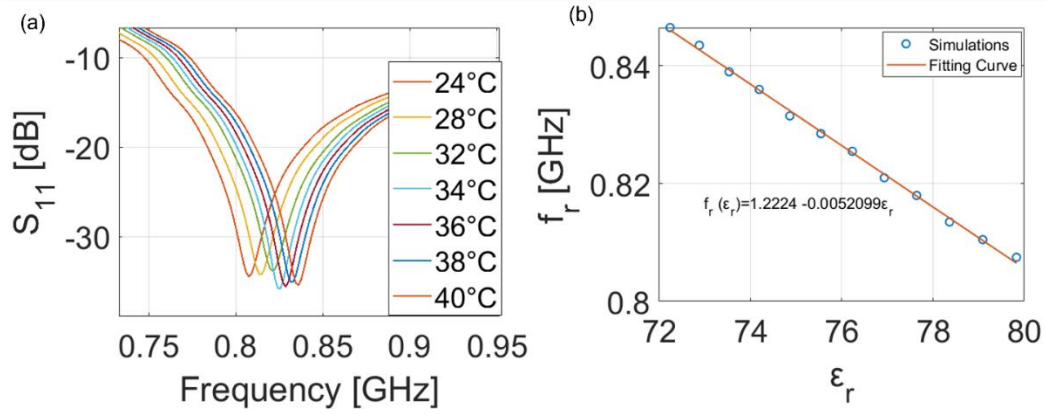 (a)
S11 [dB]
-10
-20
-30
24°C
28°C
32°C
34°C
36°C
38°C
40°C
0.75
0.8
0.85
0.9
0.95
Frequency [GHz]
(b)
fr [GHz]
0.84
0.82
0.8
Simulations
Fitting Curve
fr (εr)=1.2224 -0.0052099εr
72
74
76
78
80
εr